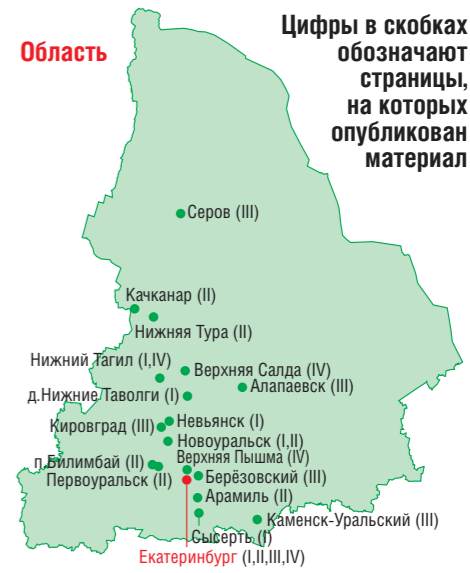 Область
Цифры в скобках
обозначают
страницы,
на которых
опубликован
материал
Серов (III)
Качканар (II)
Нижняя Тура (II)
Нижний Тагил (I,IV)
Верхняя Салда (IV)
Алапаевск (III)
д.Нижние Таволги (I)
Невьянск (I)
Кировград (III)
Новоуральск (I,II)
Верхняя Пышма (IV)
п.Билимбай (II)
Первоуральск (II)
Берёзовский (III)
Арамиль (II)
Каменск-Уральский (III)
Сысерть (I)
Екатеринбург (I,II,III,IV)